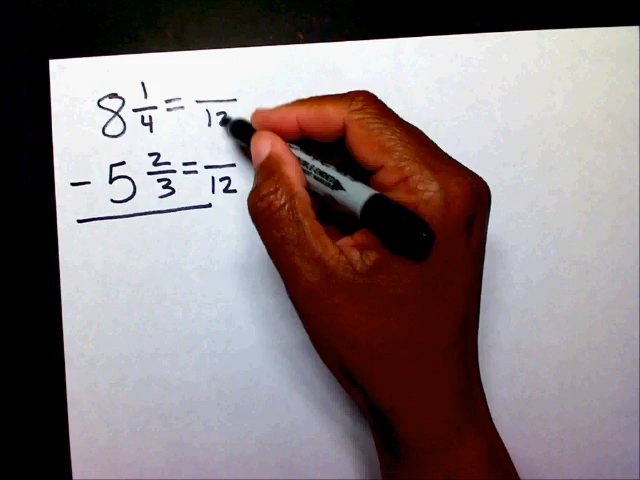 8 1/4 = /12
- 5 2/3 = /12